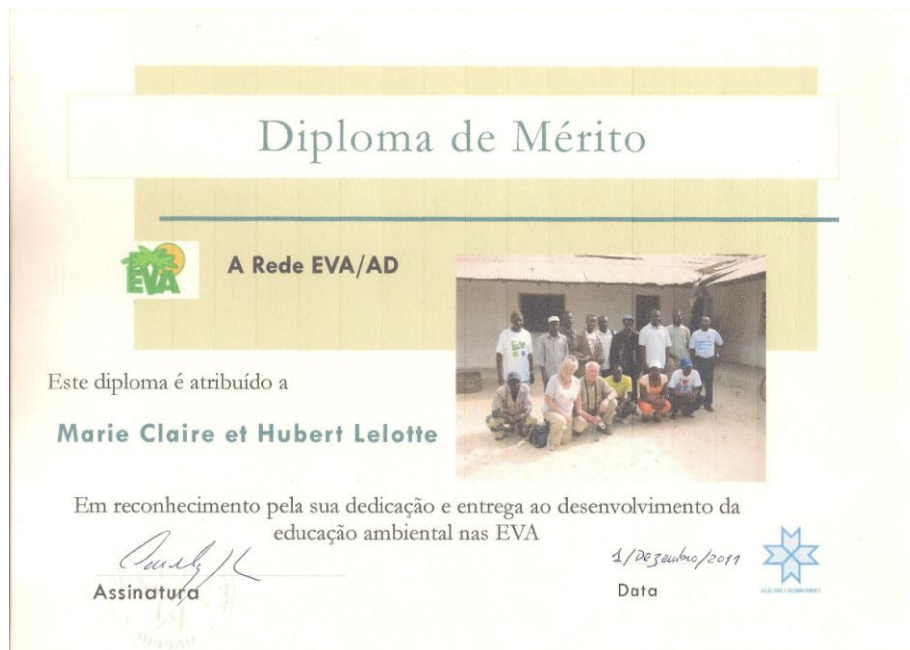 Diploma de Mérito
EVA
A Rede EVA/AD
Este diploma é atribuído a
Marie Claire et Hubert Lelotte
Em reconhecimento pela sua dedicação e entrega ao desenvolvimento da
educação ambiental nas EVA
1/Dezembro/2011
Assinatura
Data